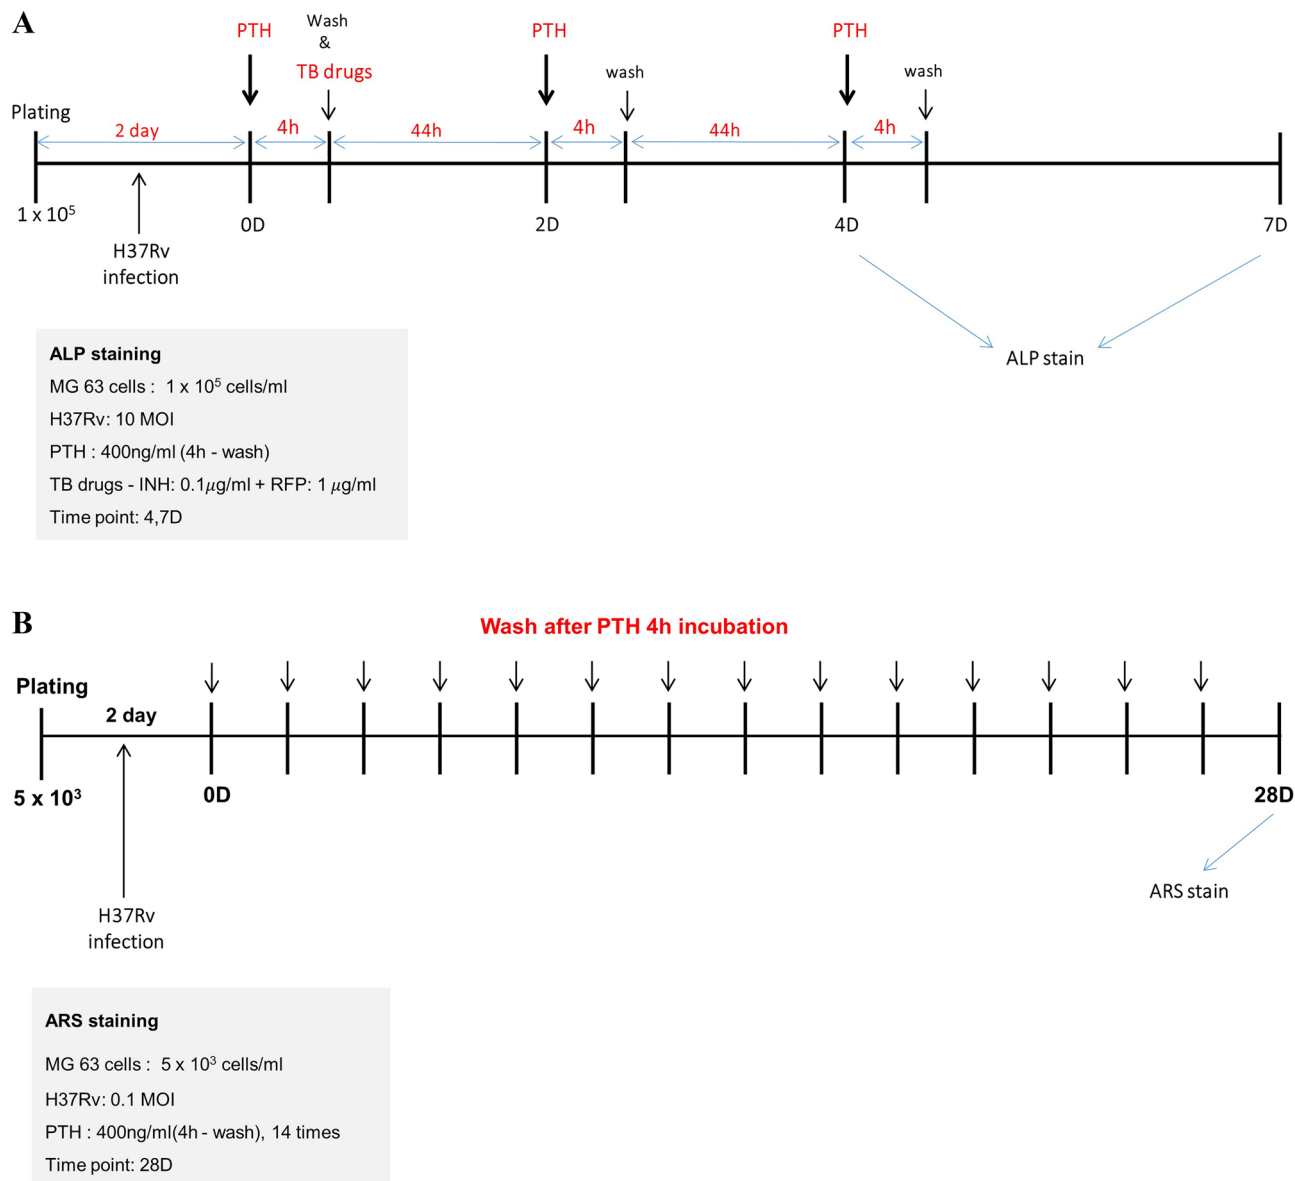 A
PTH
Wash
&
TB drugs
PTH
wash
PTH
wash
Plating
2 day
4h
44h
4h
44h
4h
1 x 10⁵
0D
2D
4D
7D
H37Rv
infection
ALP stain
ALP staining
MG 63 cells : 1 x 10⁵ cells/ml
H37Rv: 10 MOI
PTH : 400ng/ml (4h - wash)
TB drugs - INH: 0.1µg/ml + RFP: 1 µg/ml
Time point: 4,7D
B
Wash after PTH 4h incubation
Plating
2 day
5 x 10³
0D
28D
H37Rv
infection
ARS stain
ARS staining
MG 63 cells : 5 x 10³ cells/ml
H37Rv: 0.1 MOI
PTH : 400ng/ml(4h - wash), 14 times
Time point: 28D